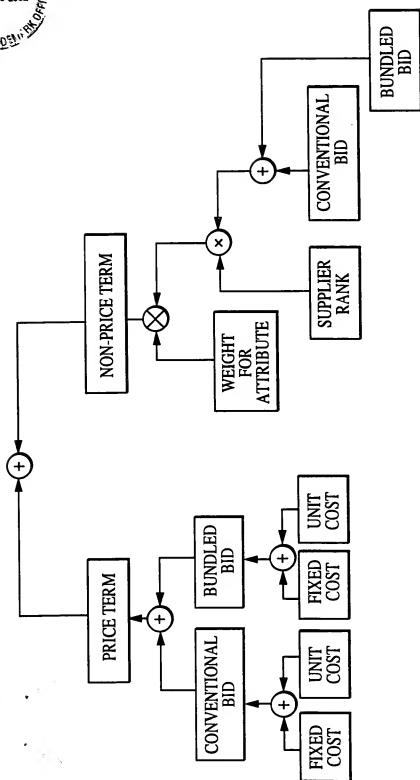 +
PRICE TERM
NON-PRICE TERM
+
×
WEIGHT
FOR
ATTRIBUTE
×
CONVENTIONAL
BID
BUNDLED
BID
+
+
+
FIXED
COST
UNIT
COST
FIXED
COST
UNIT
COST
SUPPLIER
RANK
CONVENTIONAL
BID
BUNDLED
BID